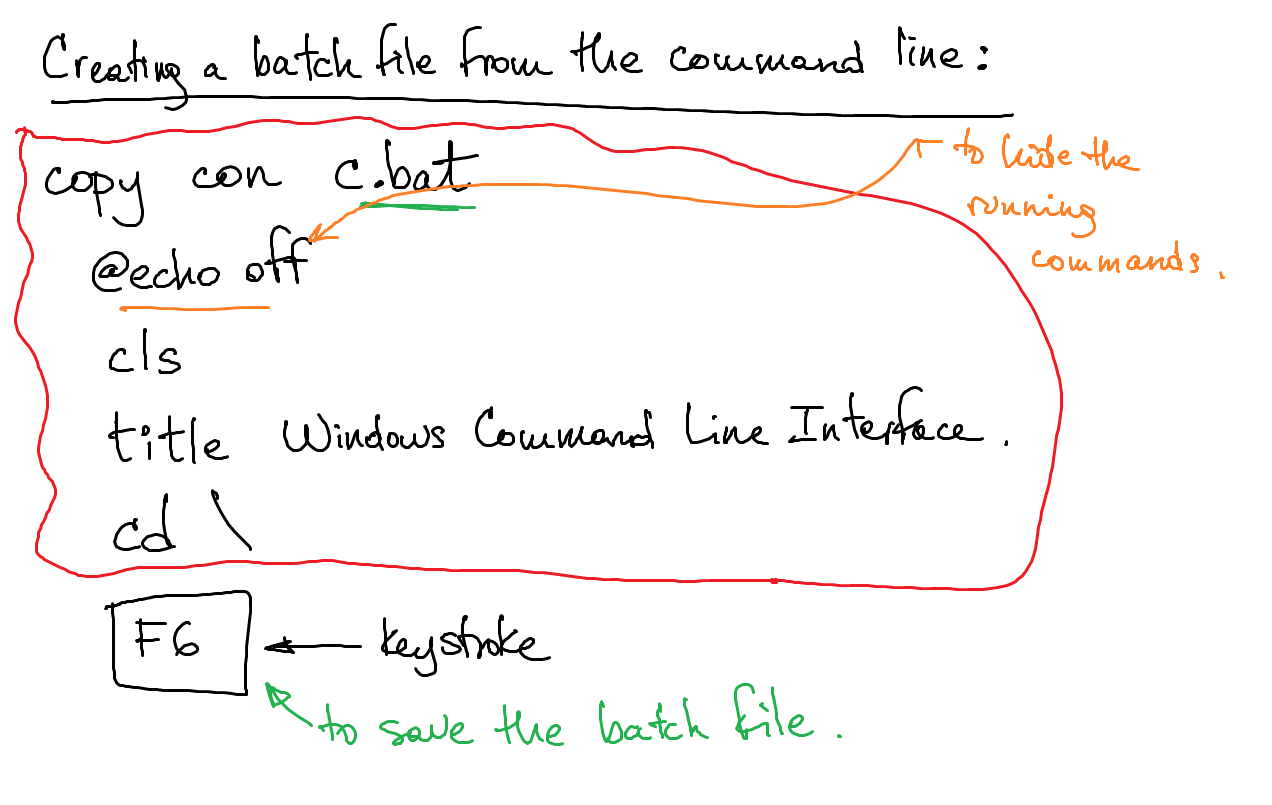 Creating a batch file from the command line:
copy con c.bat
to hide the
running
commands.
@echo off
cls
title Windows Command Line Interface.
cd \
F6 keystroke
to save the batch file.